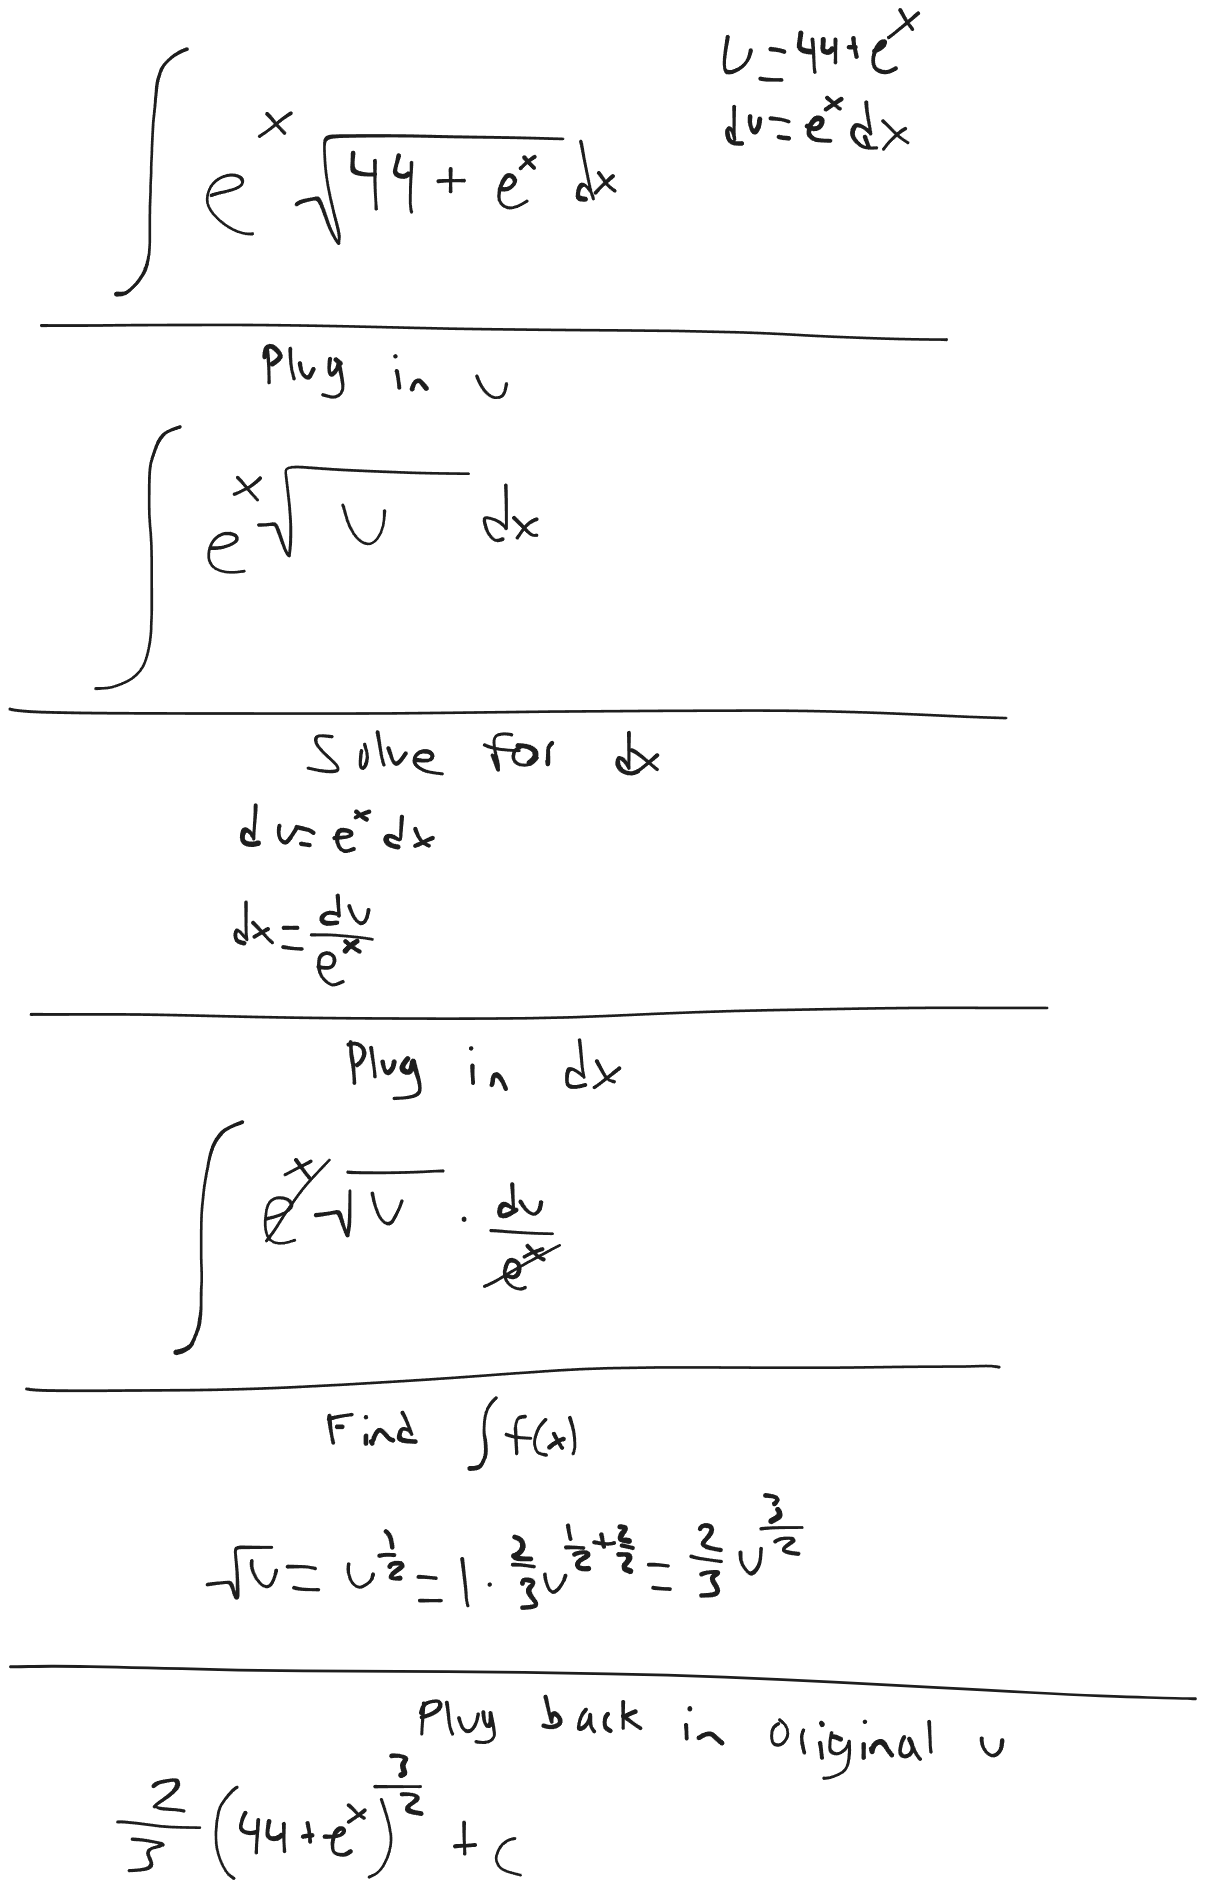 u = 44 + e^x
du = e^x dx
∫ e^x √(44 + e^x) dx
Plug in u
∫ e^x √u dx
Solve for dx
du = e^x dx
dx = du/e^x
Plug in dx
∫ e^x √u · du/e^x
Find ∫ f(x)
√u = u^(1/2) = 1 · 2/3 u^(1/2 + 2/2) = 2/3 u^(3/2)
Plug back in original u
2/3 (44 + e^x)^(3/2) + C